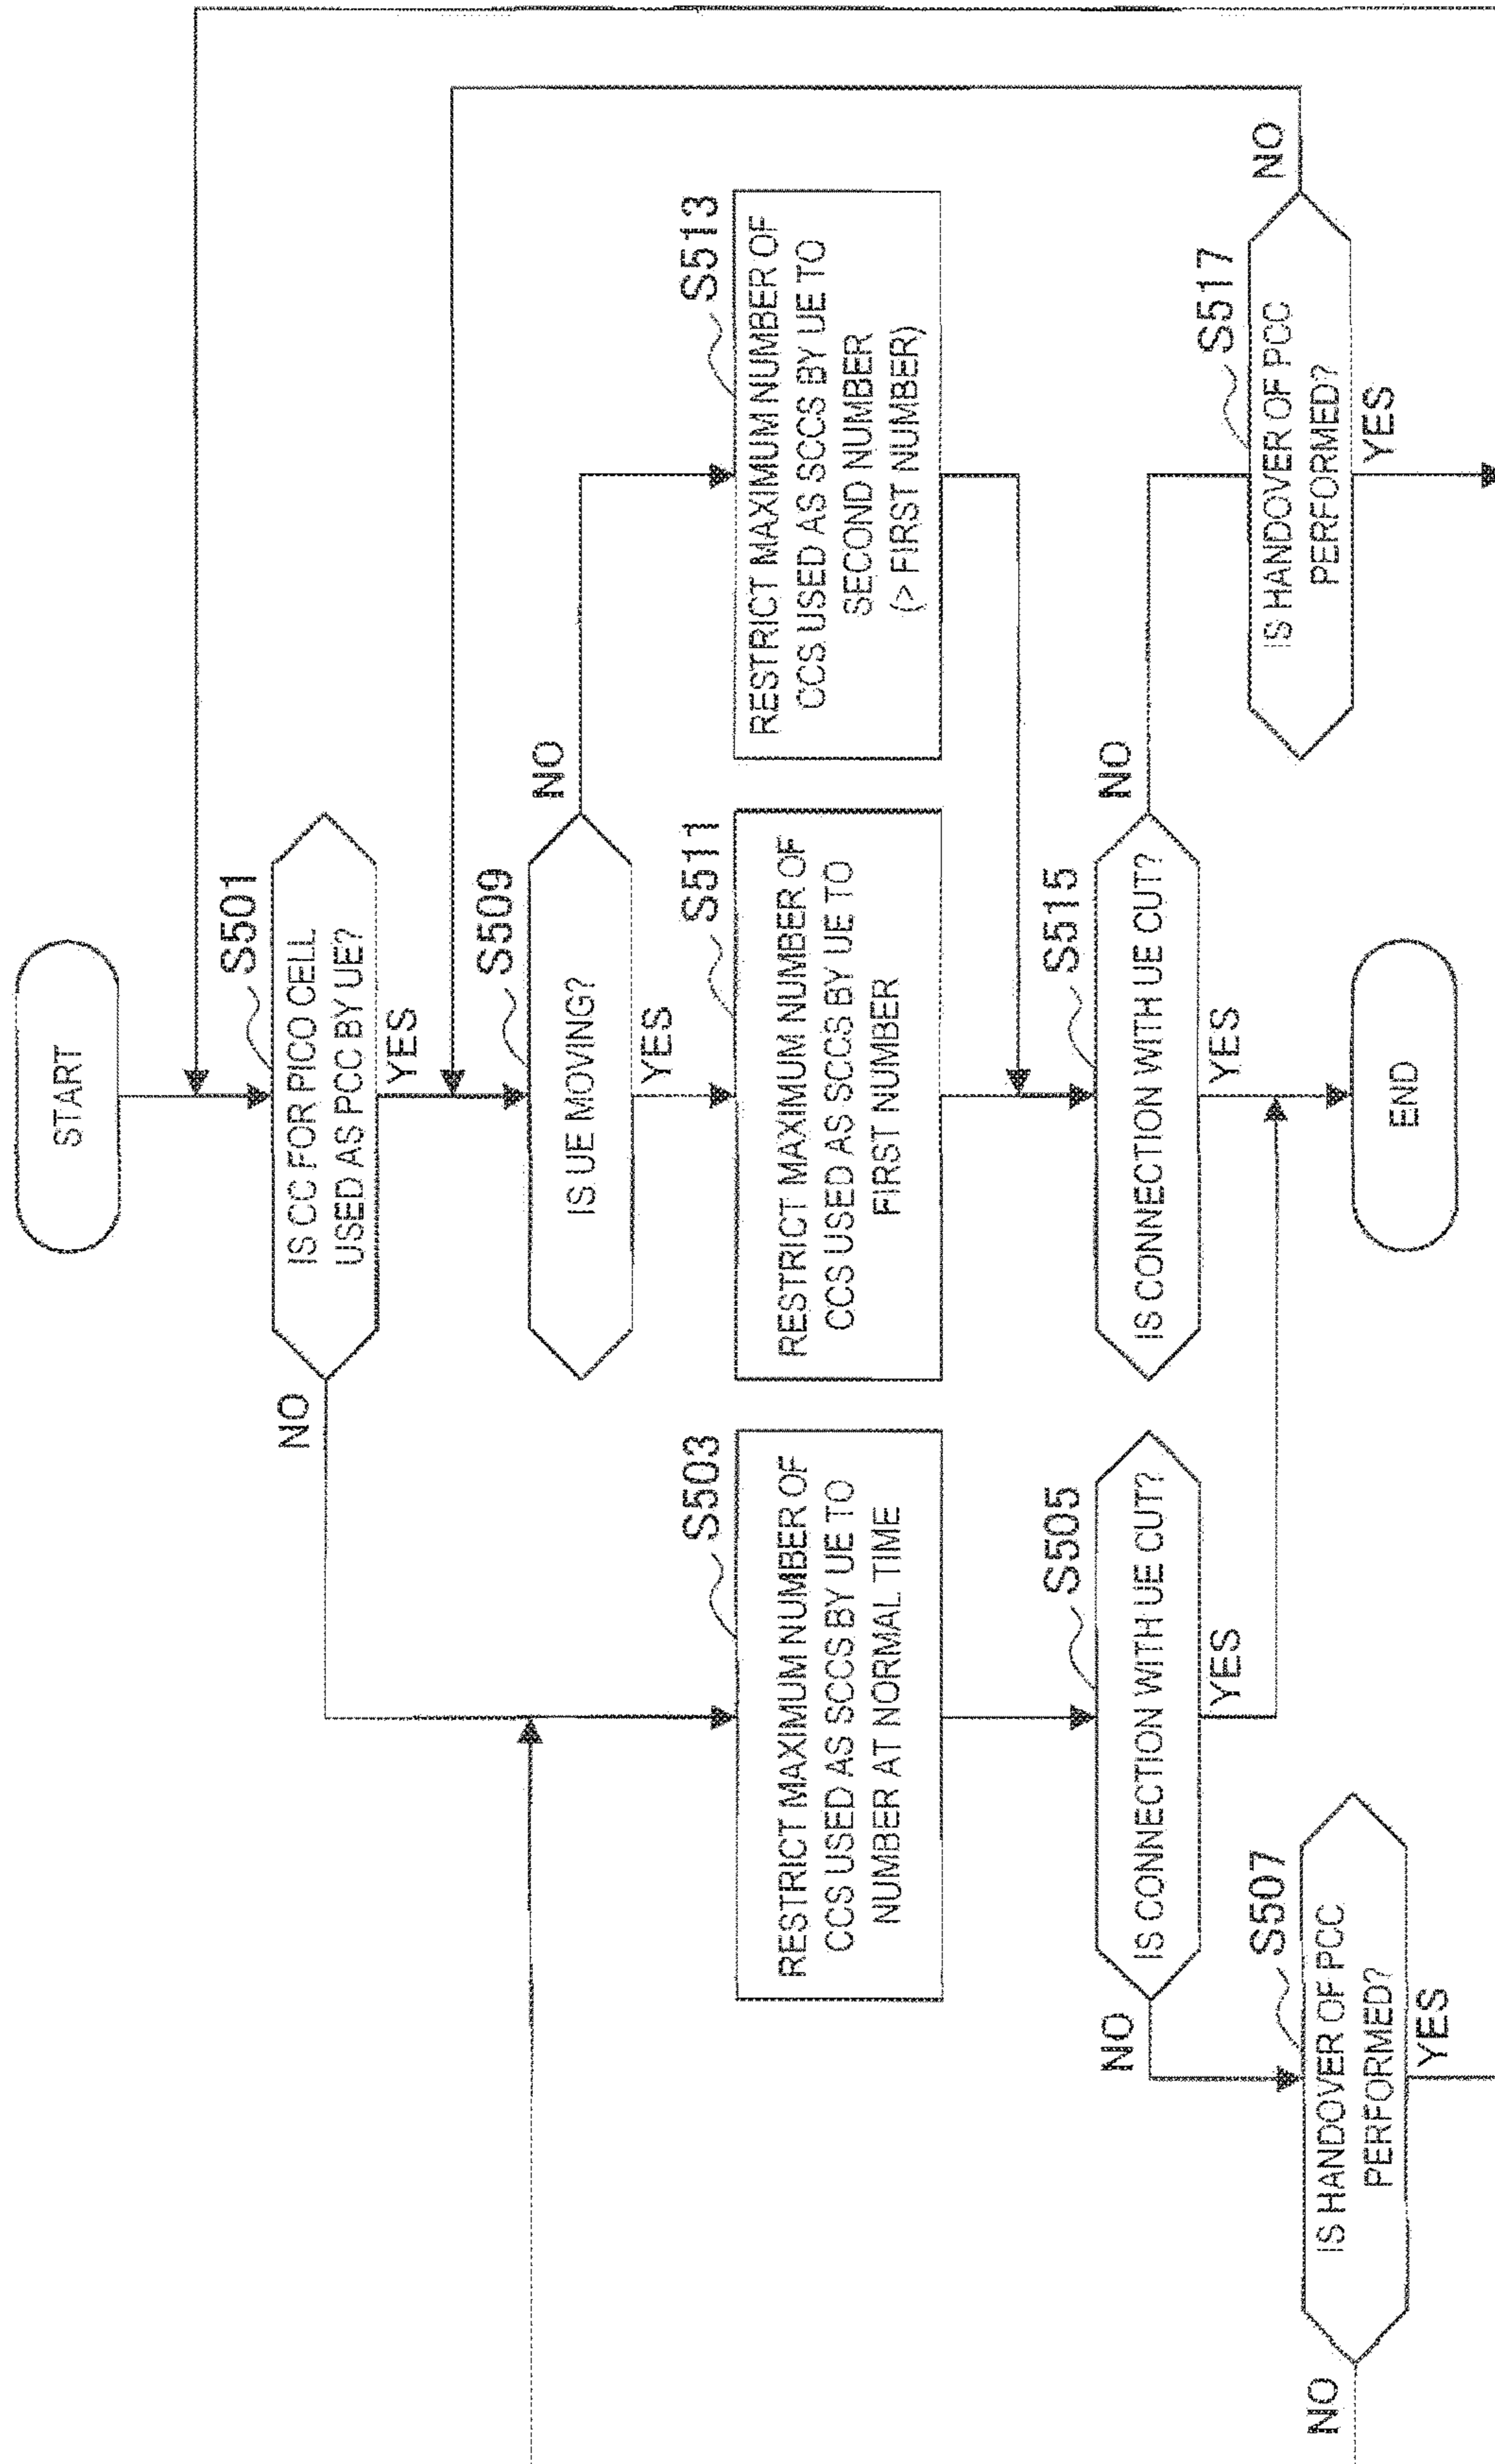 START
S501
IS CC FOR PICO CELL
USED AS PCC BY UE?
NO
YES
S509
IS UE MOVING?
NO
YES
S503
RESTRICT MAXIMUM NUMBER OF
CCS USED AS SCCS BY UE TO
NUMBER AT NORMAL TIME
S511
RESTRICT MAXIMUM NUMBER OF
CCS USED AS SCCS BY UE TO
FIRST NUMBER
S513
RESTRICT MAXIMUM NUMBER OF
CCS USED AS SCCS BY UE TO
SECOND NUMBER
(> FIRST NUMBER)
S505
IS CONNECTION WITH UE CUT?
NO
YES
S515
IS CONNECTION WITH UE CUT?
NO
YES
S507
IS HANDOVER OF PCC
PERFORMED?
NO
YES
END
S517
IS HANDOVER OF PCC
PERFORMED?
NO
YES